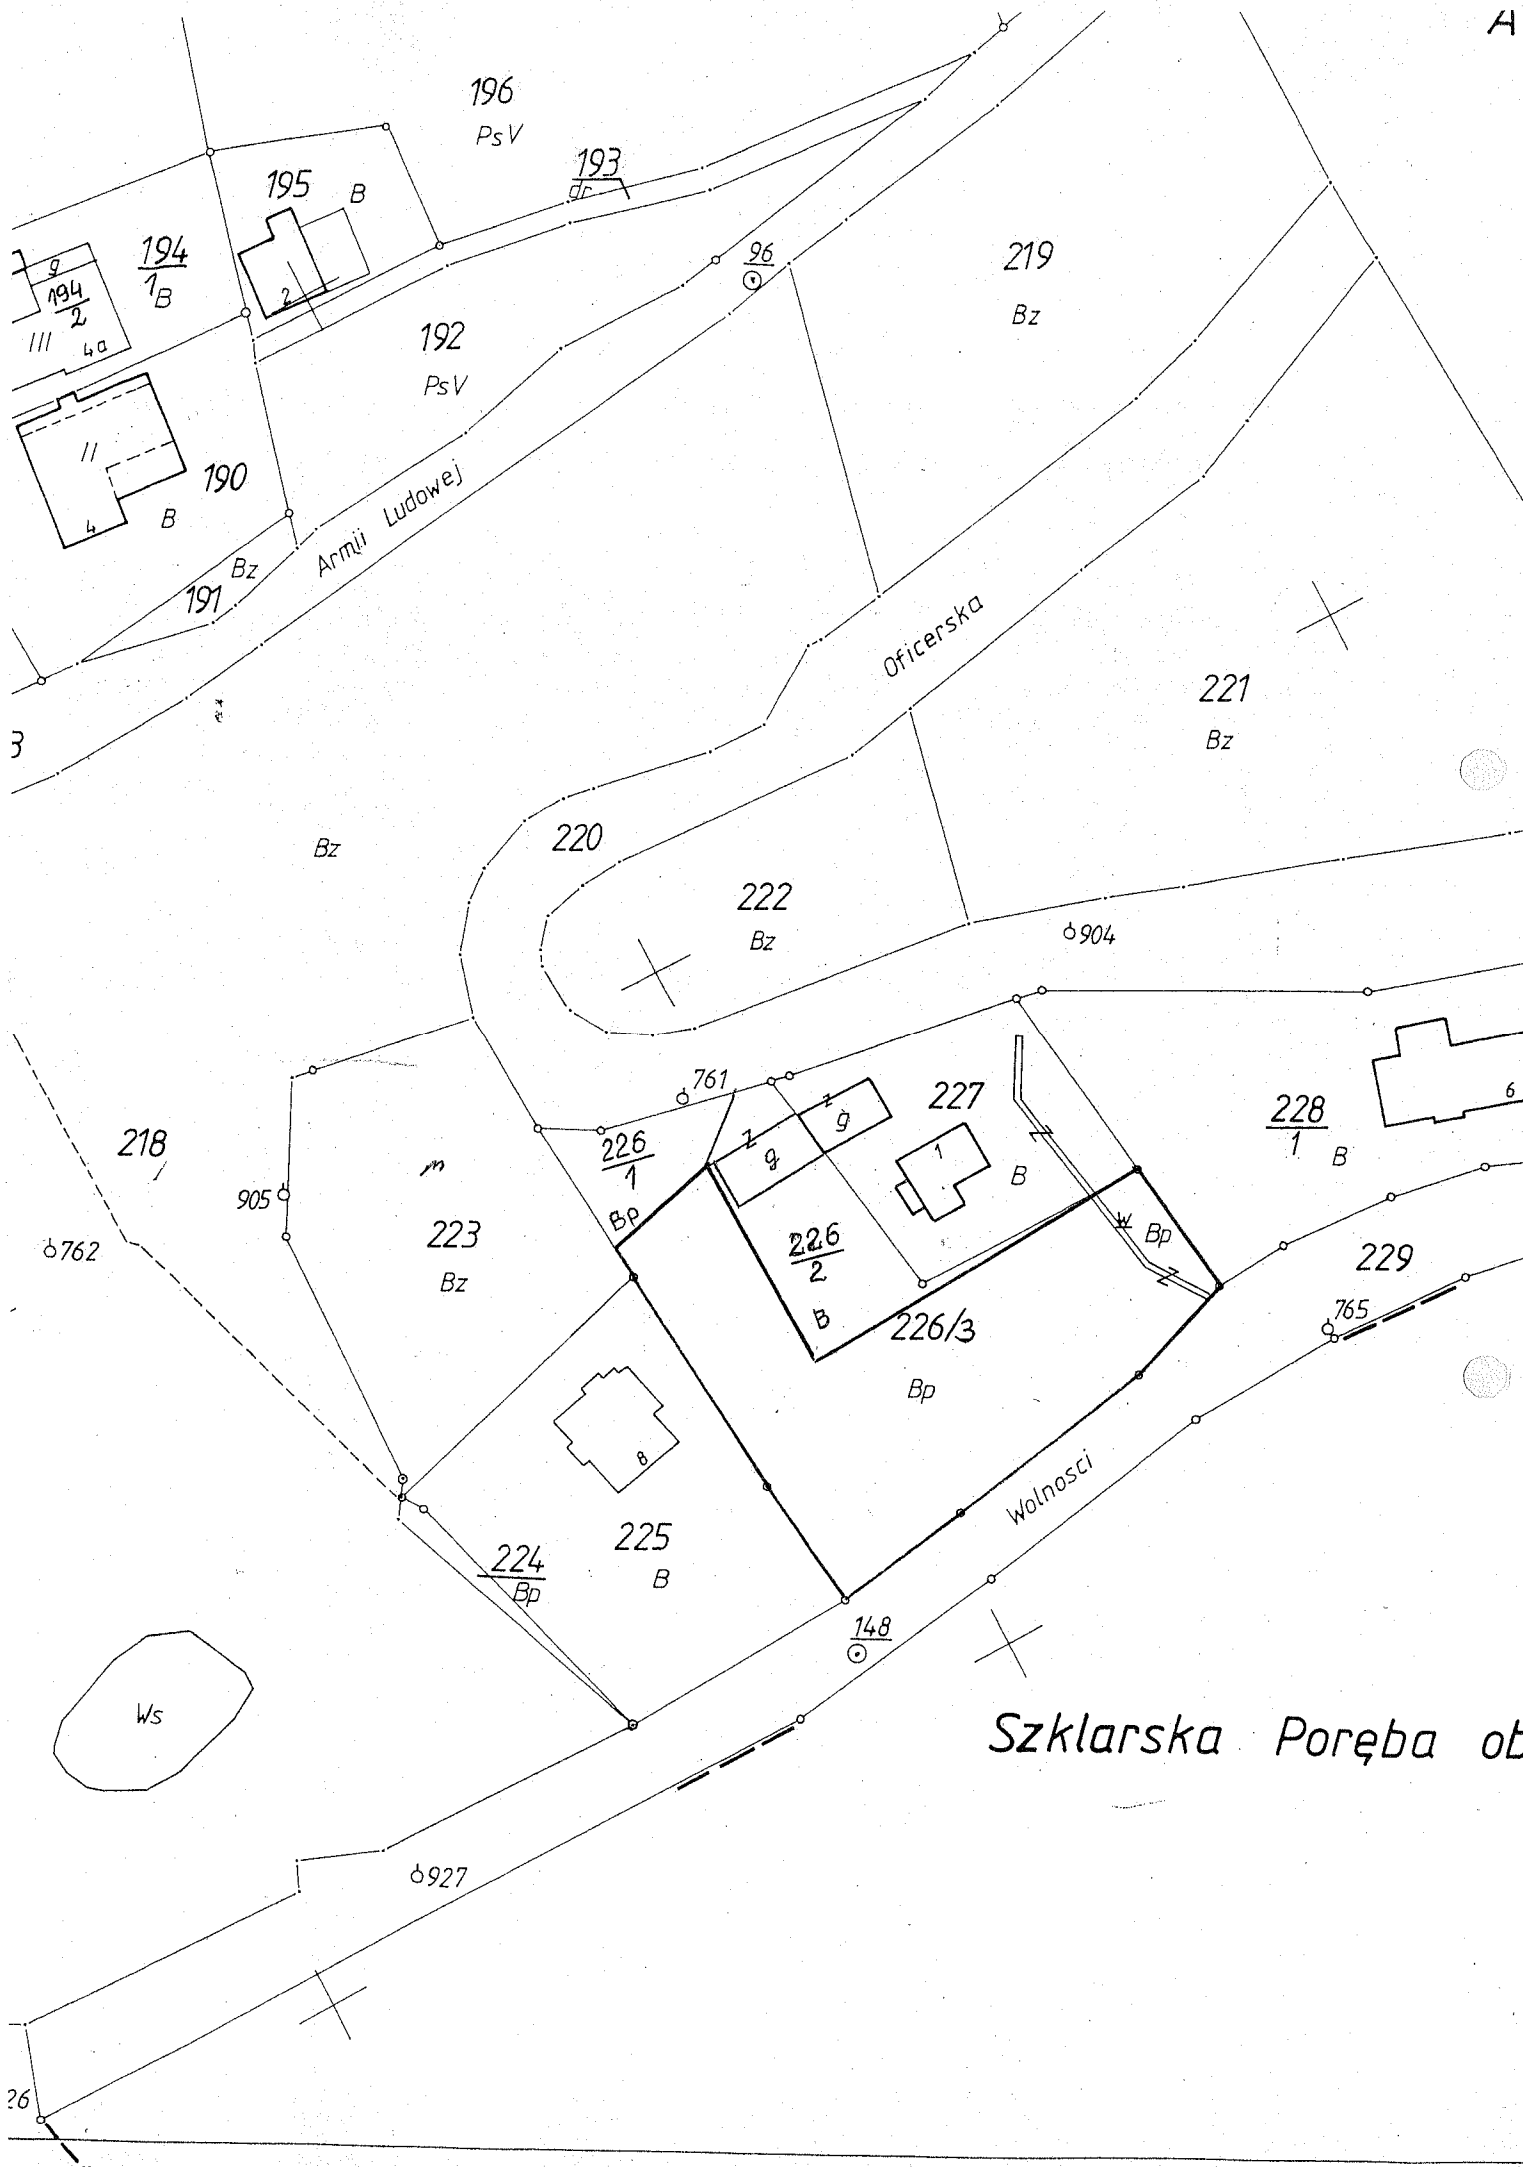 A
196
PsV
193
dr
195
B
194
1
B
g
194
2
III
4a
2
96
219
Bz
192
PsV
II
190
4
B
Armii Ludowej
Bz
191
Oficerska
221
Bz
3
Bz
220
222
Bz
904
761
227
z
g
z
g
1
B
226
1
Bp
228
1
B
6
218
905
223
Bz
762
226
2
B
w
Bp
229
226/3
Bp
765
8
Wolnosci
225
B
224
Bp
148
Ws
Szklarska Poręba ob
927
26